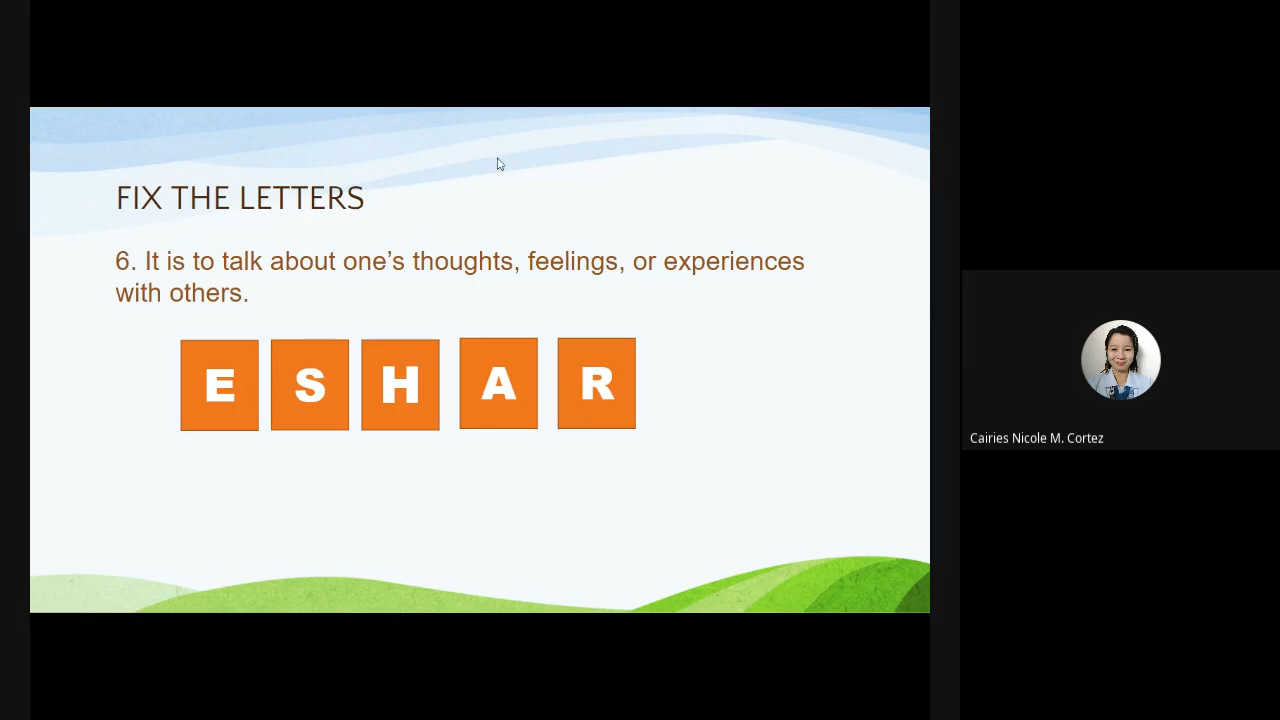 FIX THE LETTERS
6. It is to talk about one’s thoughts, feelings, or experiences
with others.
E S H A R
Cairies Nicole M. Cortez